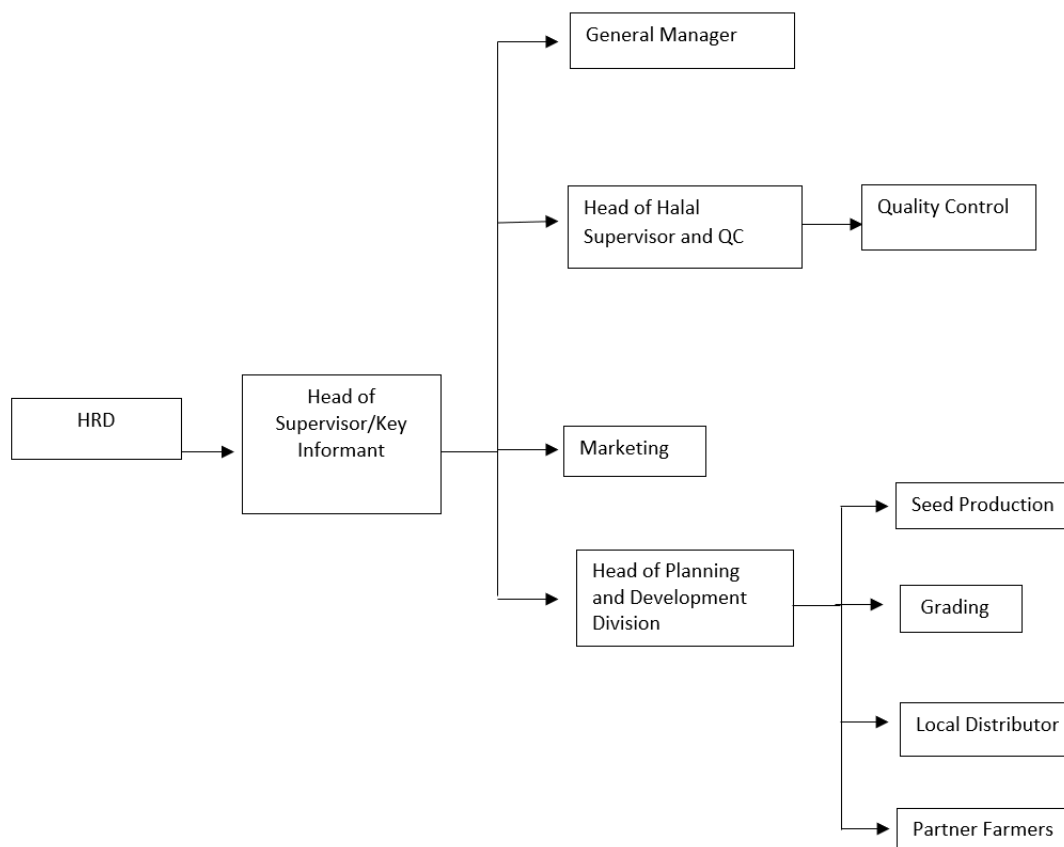 General Manager
Head of Halal
Supervisor and QC
Quality Control
HRD
Head of
Supervisor/Key
Informant
Marketing
Seed Production
Head of Planning
and Development
Division
Grading
Local Distributor
Partner Farmers